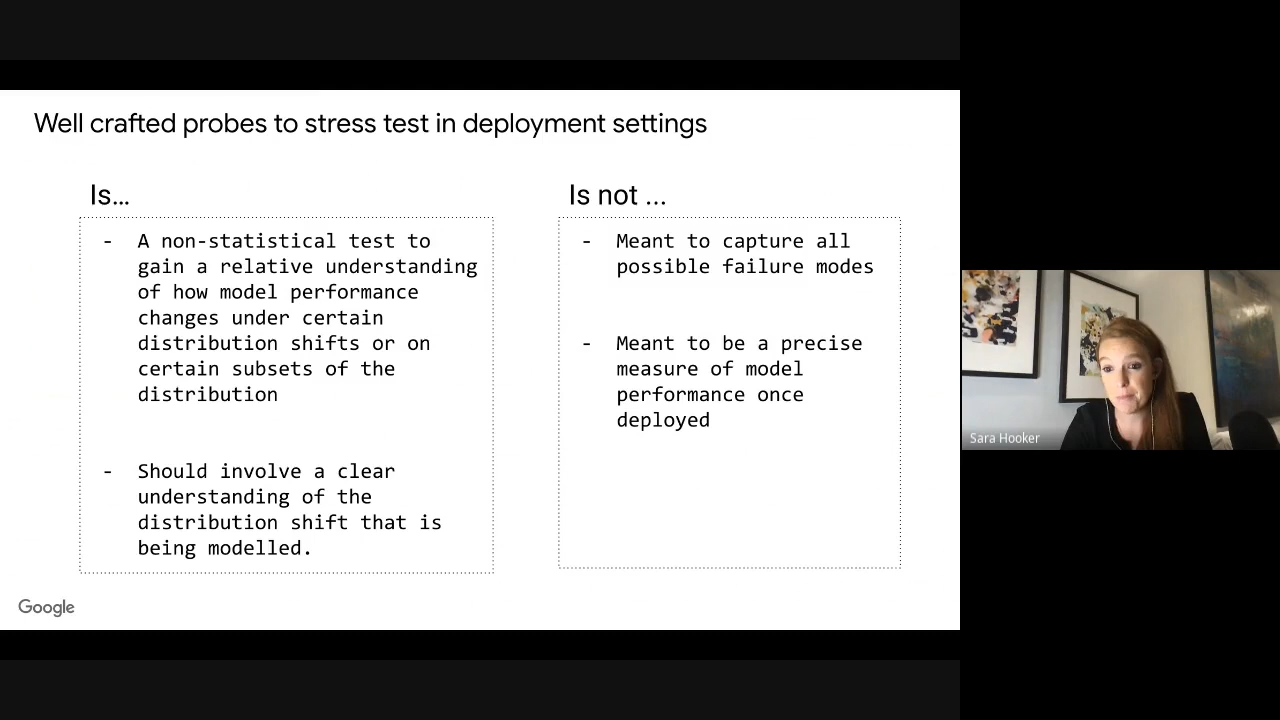 Well crafted probes to stress test in deployment settings
Is…
- A non-statistical test to
gain a relative understanding
of how model performance
changes under certain
distribution shifts or on
certain subsets of the
distribution
- Should involve a clear
understanding of the
distribution shift that is
being modelled.
Is not ...
- Meant to capture all
possible failure modes
- Meant to be a precise
measure of model
performance once
deployed
Google
Sara Hooker